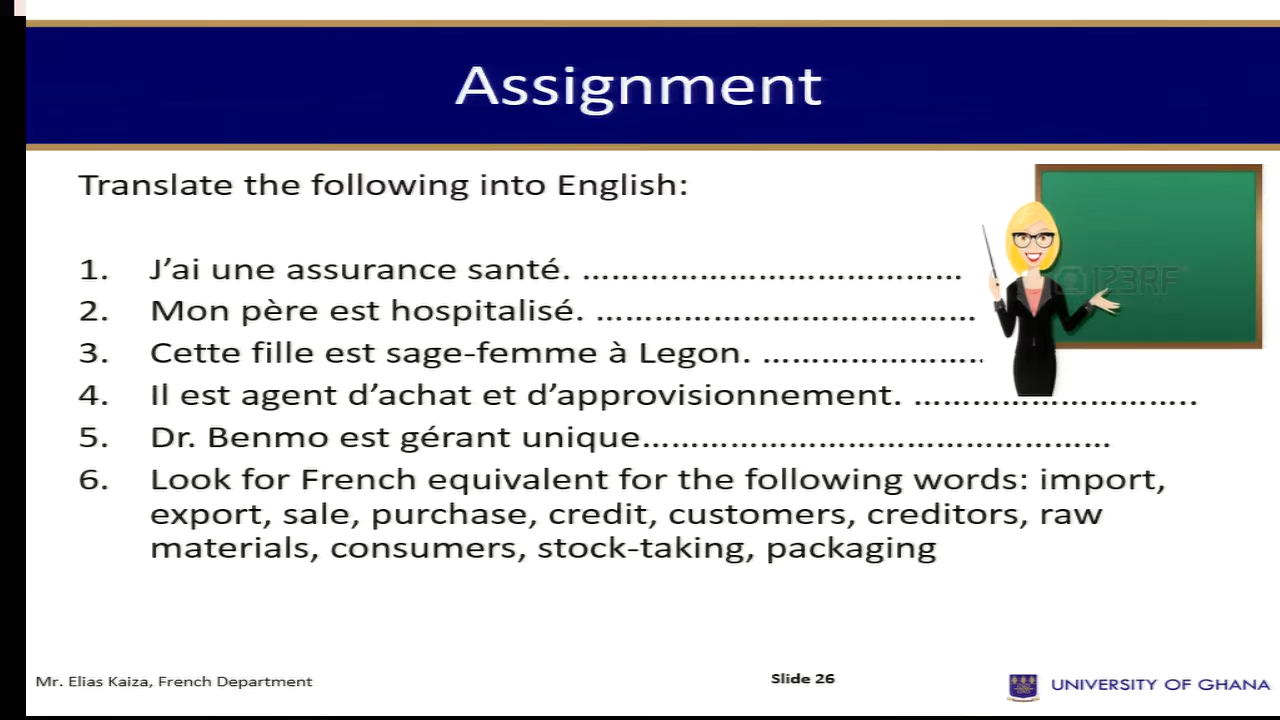 Assignment
Translate the following into English:
1. J’ai une assurance santé. ……………………………………
2. Mon père est hospitalisé. ……………………………………
3. Cette fille est sage-femme à Legon. ……………………
4. Il est agent d’achat et d’approvisionnement. …………………………..
5. Dr. Benmo est gérant unique……………………………………………
6. Look for French equivalent for the following words: import,
export, sale, purchase, credit, customers, creditors, raw
materials, consumers, stock-taking, packaging
123RF
Mr. Elias Kaiza, French Department
Slide 26
UNIVERSITY OF GHANA